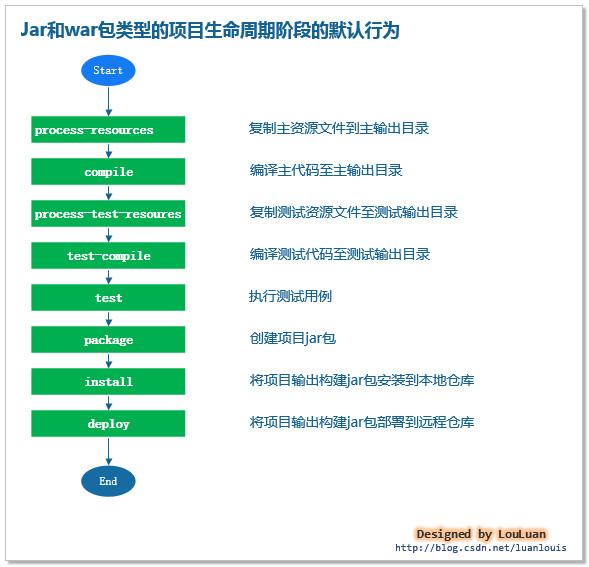 Jar和war包类型的项目生命周期阶段的默认行为
Start
process-resources 复制主资源文件到主输出目录
compile 编译主代码至主输出目录
process-test-resoures 复制测试资源文件至测试输出目录
test-compile 编译测试代码至测试输出目录
test 执行测试用例
package 创建项目jar包
install 将项目输出构建jar包安装到本地仓库
deploy 将项目输出构建jar包部署到远程仓库
End
Designed by LouLuan
http://blog.csdn.net/luanlouis